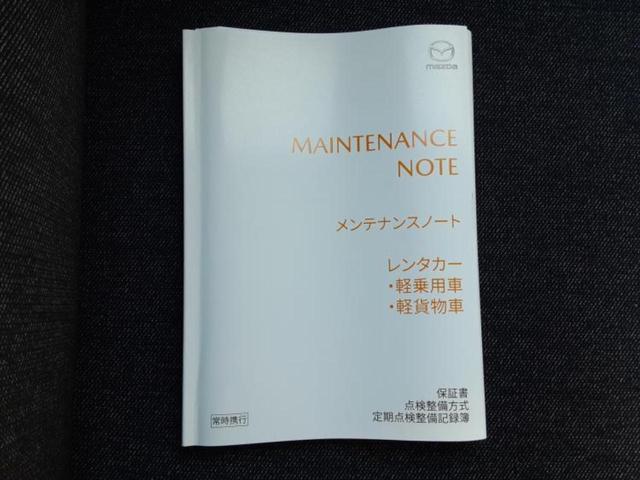 mazda
MAINTENANCE
NOTE
メンテナンスノート
レンタカー
・軽乗用車
・軽貨物車
保証書
点検整備方式
定期点検整備記録簿
常時携行